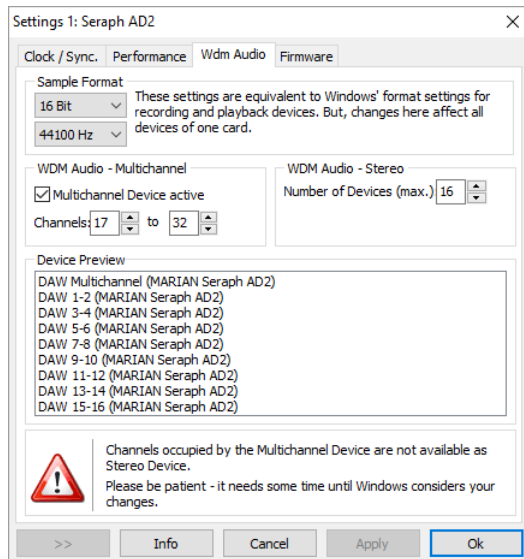 Settings 1: Seraph AD2
Clock / Sync. Performance Wdm Audio Firmware
Sample Format
16 Bit
44100 Hz
These settings are equivalent to Windows' format settings for
recording and playback devices. But, changes here affect all
devices of one card.
WDM Audio - Multichannel
Multichannel Device active
Channels: 17 to 32
WDM Audio - Stereo
Number of Devices (max.) 16
Device Preview
DAW Multichannel (MARIAN Seraph AD2)
DAW 1-2 (MARIAN Seraph AD2)
DAW 3-4 (MARIAN Seraph AD2)
DAW 5-6 (MARIAN Seraph AD2)
DAW 7-8 (MARIAN Seraph AD2)
DAW 9-10 (MARIAN Seraph AD2)
DAW 11-12 (MARIAN Seraph AD2)
DAW 13-14 (MARIAN Seraph AD2)
DAW 15-16 (MARIAN Seraph AD2)
Channels occupied by the Multichannel Device are not available as
Stereo Device.
Please be patient - it needs some time until Windows considers your
changes.
>> Info Cancel Apply Ok